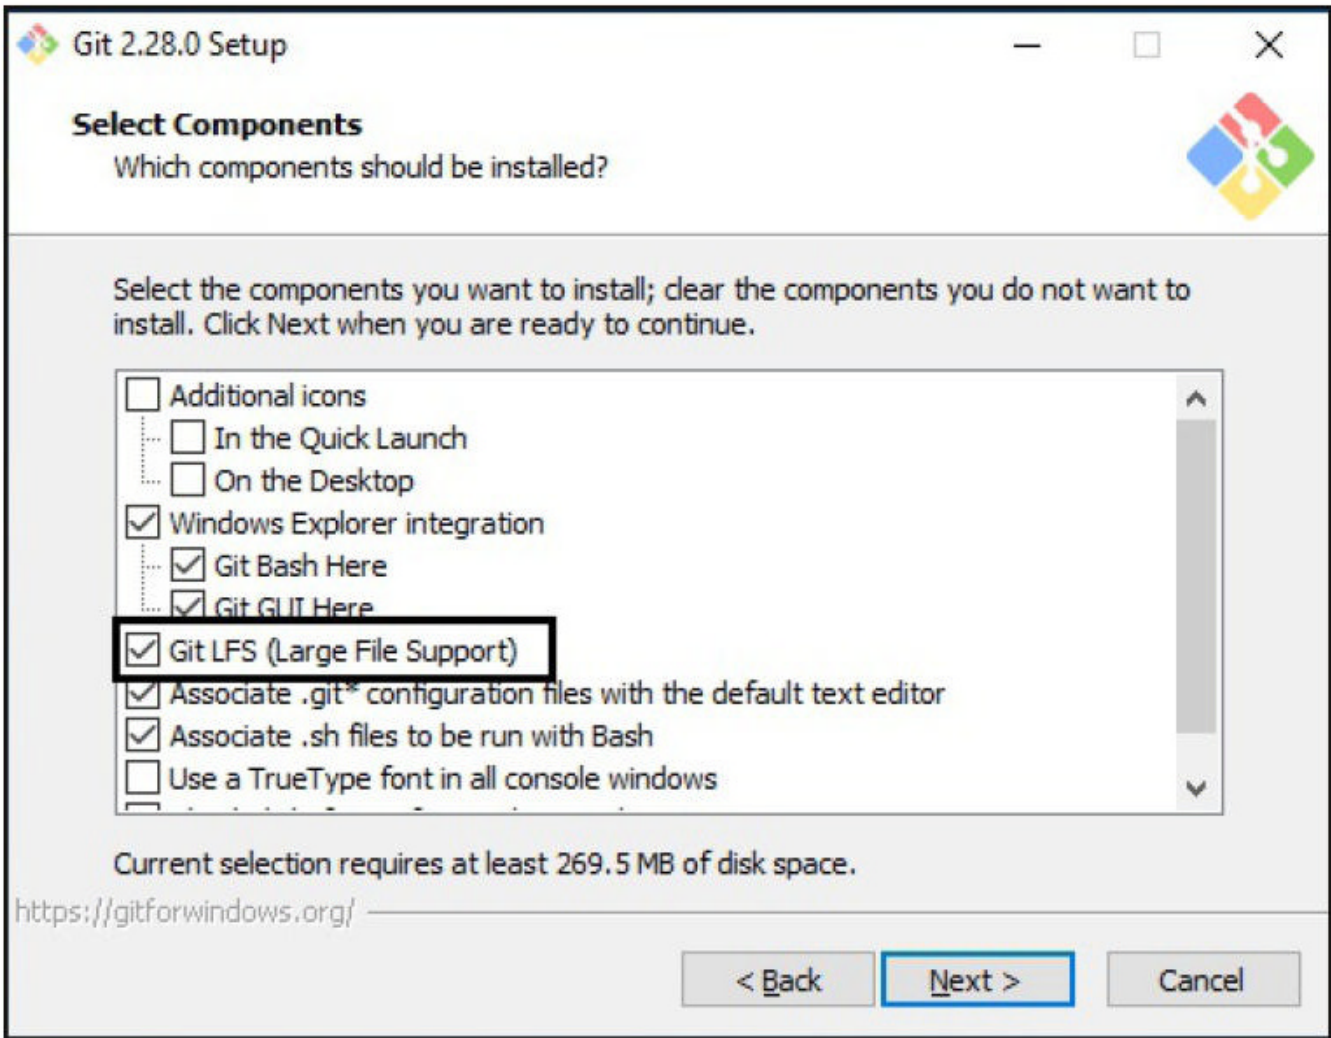 Git 2.28.0 Setup
Select Components
Which components should be installed?
Select the components you want to install; clear the components you do not want to
install. Click Next when you are ready to continue.
Additional icons
In the Quick Launch
On the Desktop
Windows Explorer integration
Git Bash Here
Git GUI Here
Git LFS (Large File Support)
Associate .git* configuration files with the default text editor
Associate .sh files to be run with Bash
Use a TrueType font in all console windows
Current selection requires at least 269.5 MB of disk space.
https://gitforwindows.org/
< Back
Next >
Cancel